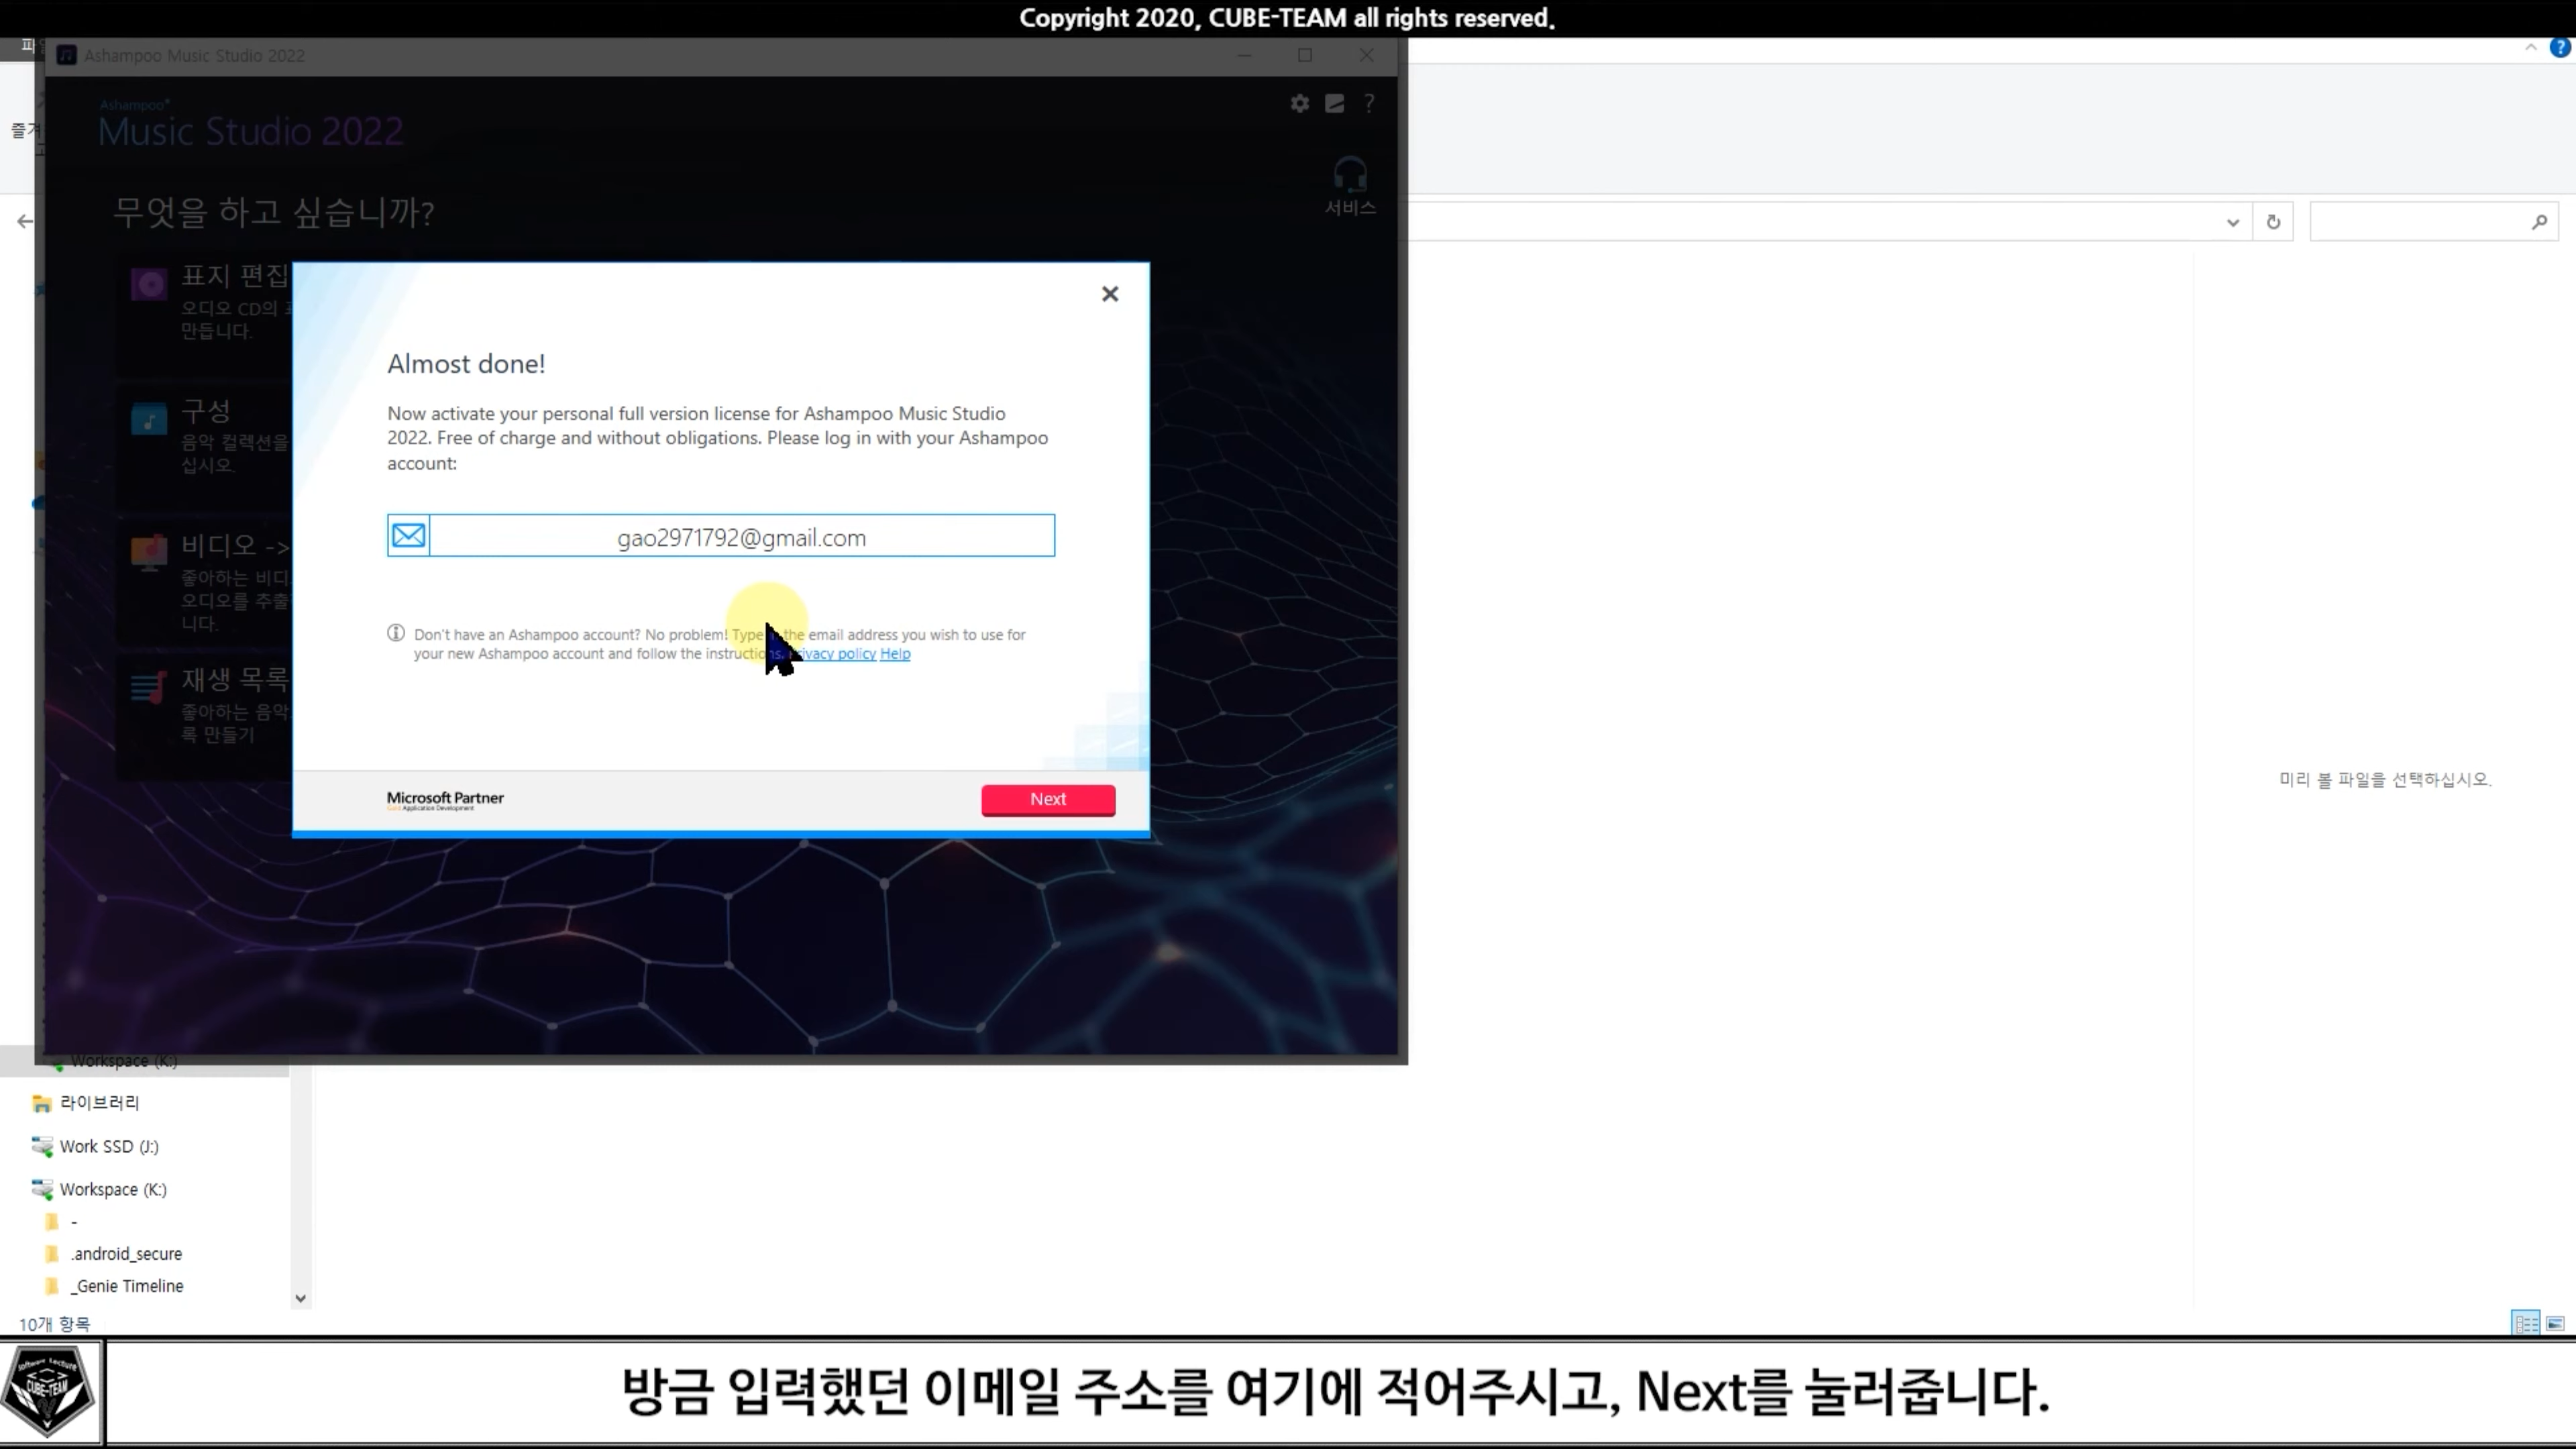 Copyright 2020, CUBE-TEAM all rights reserved.
Ashampoo Music Studio 2022
Ashampoo®
Music Studio 2022
서비스
무엇을 하고 싶습니까?
표지 편집
오디오 CD의
만듭니다.
구성
음악 컬렉션을
십시오.
비디오 ->
좋아하는 비디
오디오를 추출
니다.
재생 목록
좋아하는 음악
록 만들기
Almost done!
Now activate your personal full version license for Ashampoo Music Studio
2022. Free of charge and without obligations. Please log in with your Ashampoo
account:
gao2971792@gmail.com
Don't have an Ashampoo account? No problem! Type the email address you wish to use for
your new Ashampoo account and follow the instructions. ivacy policy Help
Microsoft Partner
Gold Application Development
Next
미리 볼 파일을 선택하십시오.
Workspace (K:)
라이브러리
Work SSD (J:)
Workspace (K:)
-
.android_secure
_Genie Timeline
10개 항목
Software Lecture
CUBE-TEAM
방금 입력했던 이메일 주소를 여기에 적어주시고, Next를 눌러줍니다.